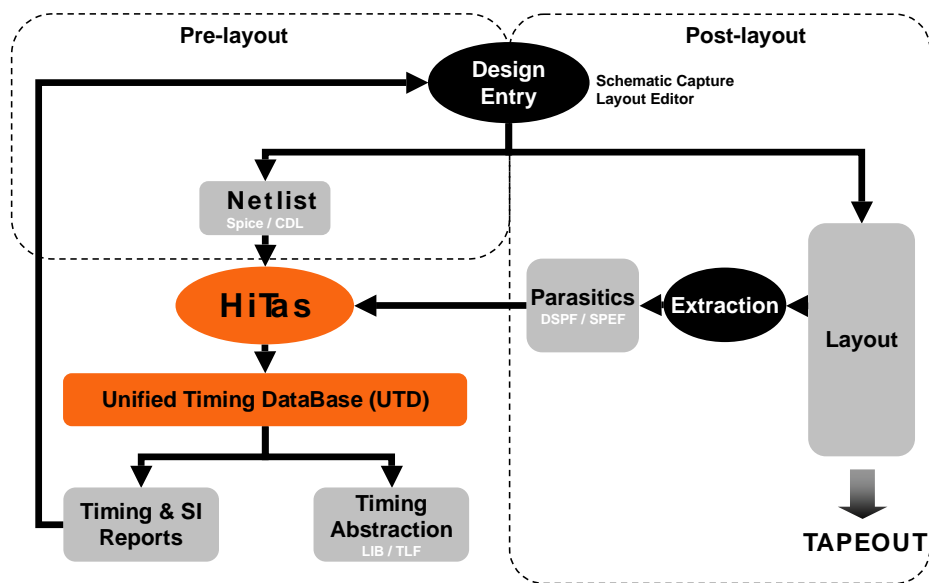 Pre-layout
Post-layout
Design
Entry
Schematic Capture
Layout Editor
Netlist
Spice / CDL
HiTas
Parasitics
DSPF / SPEF
Extraction
Layout
Unified Timing DataBase (UTD)
Timing & SI
Reports
Timing
Abstraction
LIB / TLF
TAPEOUT